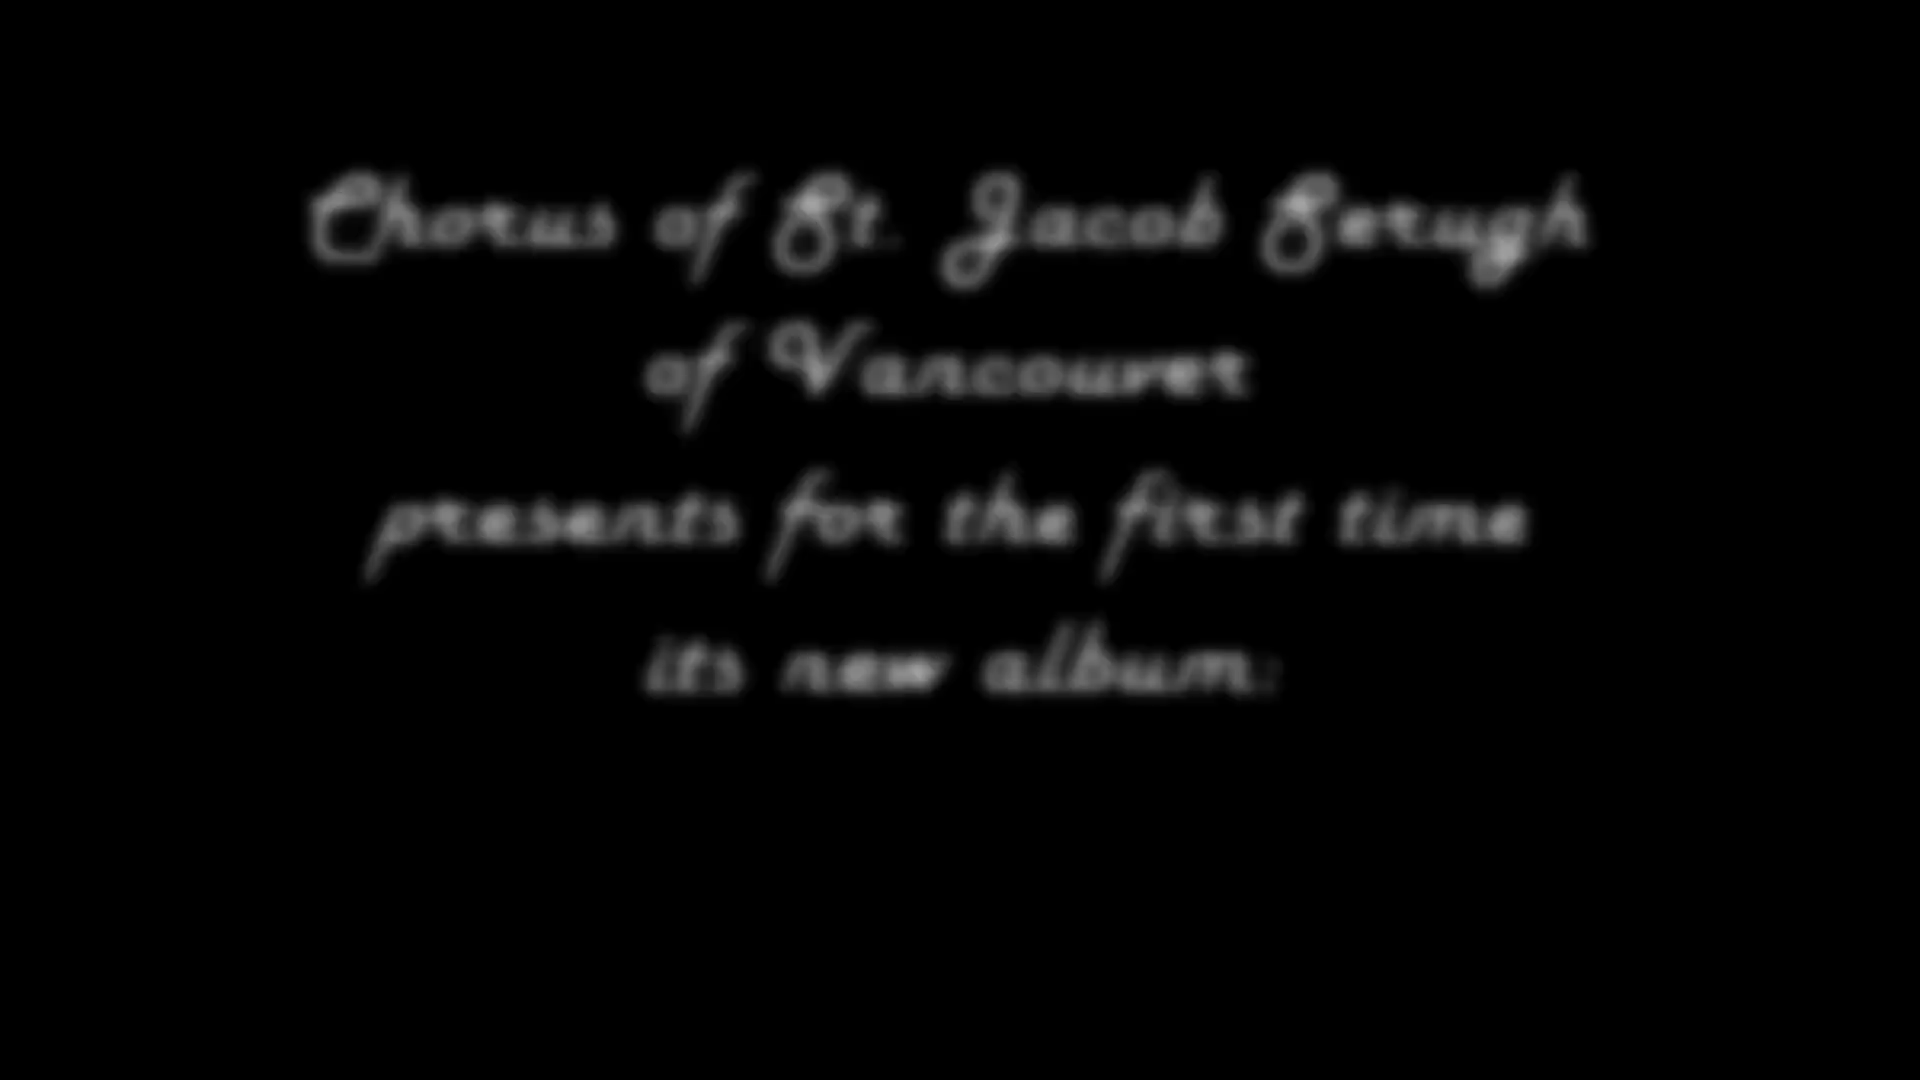 Chorus of St. Jacob Serugh
of Vancouver
presents for the first time
its new album: